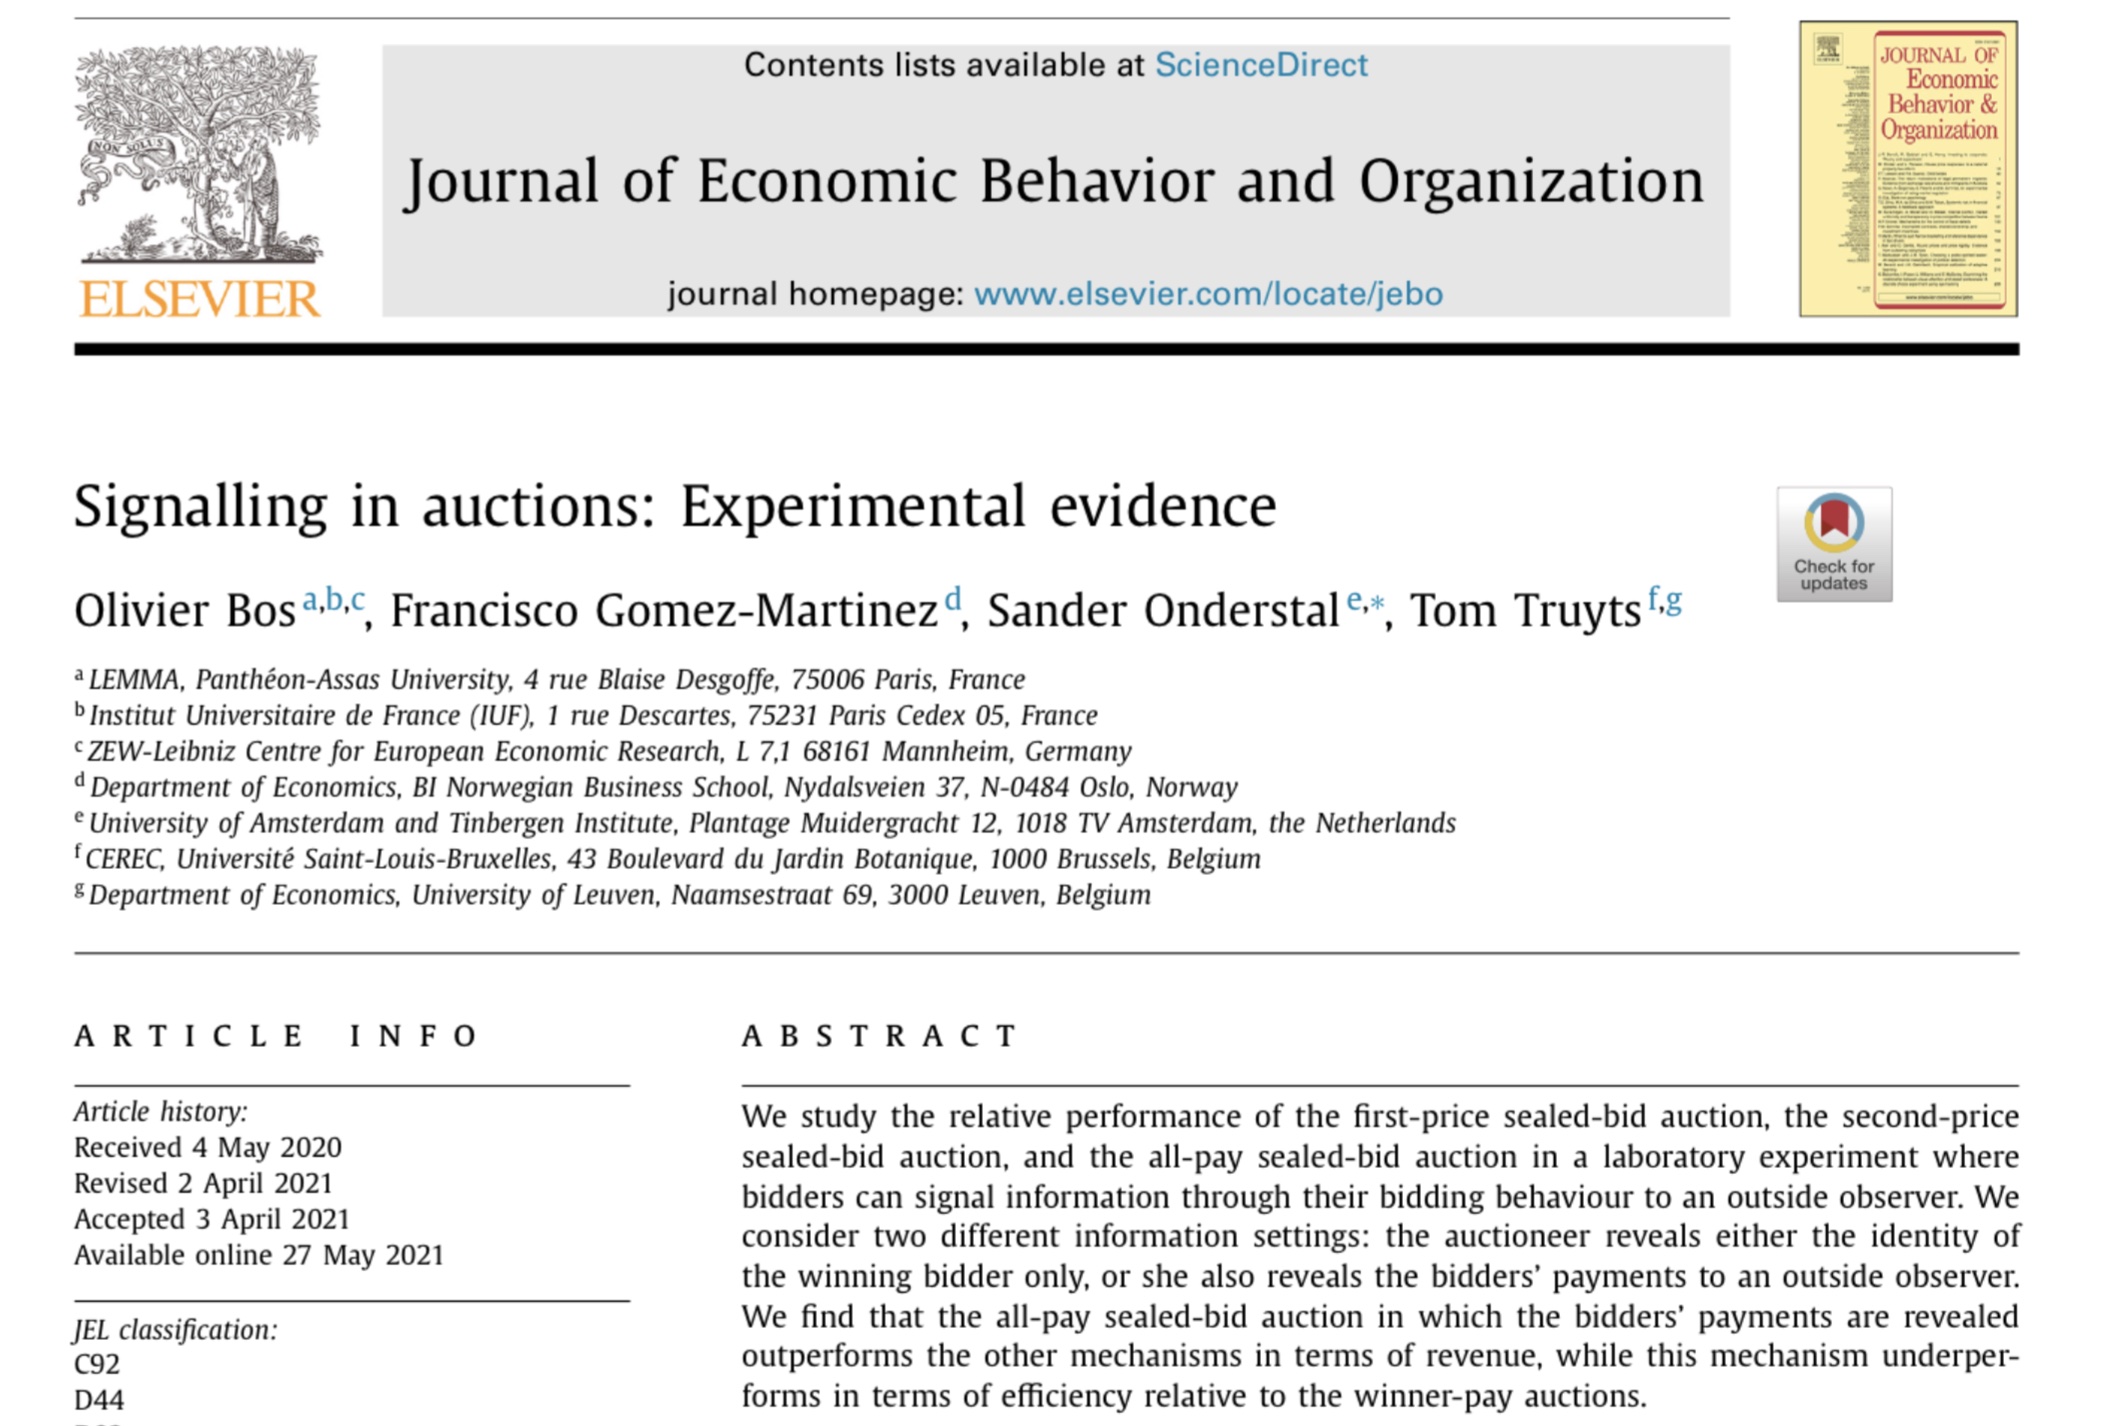 Contents lists available at ScienceDirect
Journal of Economic Behavior and Organization
journal homepage: www.elsevier.com/locate/jebo
NON SOLUS
ELSEVIER
JOURNAL OF
Economic
Behavior &
Organization
Signalling in auctions: Experimental evidence
Check for
updates
Olivier Bos a,b,c, Francisco Gomez-Martinez d, Sander Onderstal e,*, Tom Truyts f,g
a LEMMA, Panthéon-Assas University, 4 rue Blaise Desgoffe, 75006 Paris, France
b Institut Universitaire de France (IUF), 1 rue Descartes, 75231 Paris Cedex 05, France
c ZEW-Leibniz Centre for European Economic Research, L 7,1 68161 Mannheim, Germany
d Department of Economics, BI Norwegian Business School, Nydalsveien 37, N-0484 Oslo, Norway
e University of Amsterdam and Tinbergen Institute, Plantage Muidergracht 12, 1018 TV Amsterdam, the Netherlands
f CEREC, Université Saint-Louis-Bruxelles, 43 Boulevard du Jardin Botanique, 1000 Brussels, Belgium
g Department of Economics, University of Leuven, Naamsestraat 69, 3000 Leuven, Belgium
ARTICLE INFO
Article history:
Received 4 May 2020
Revised 2 April 2021
Accepted 3 April 2021
Available online 27 May 2021
JEL classification:
C92
D44
ABSTRACT
We study the relative performance of the first-price sealed-bid auction, the second-price
sealed-bid auction, and the all-pay sealed-bid auction in a laboratory experiment where
bidders can signal information through their bidding behaviour to an outside observer. We
consider two different information settings: the auctioneer reveals either the identity of
the winning bidder only, or she also reveals the bidders' payments to an outside observer.
We find that the all-pay sealed-bid auction in which the bidders' payments are revealed
outperforms the other mechanisms in terms of revenue, while this mechanism underper-
forms in terms of efficiency relative to the winner-pay auctions.